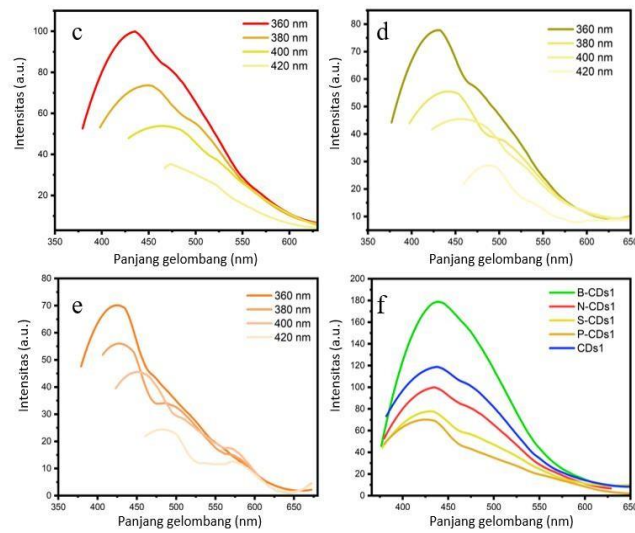 c
360 nm
380 nm
400 nm
420 nm
Intensitas (a.u.)
100
80
60
40
20
350 400 450 500 550 600
Panjang gelombang (nm)
d
360 nm
380 nm
400 nm
420 nm
Intensitas (a.u.)
80
70
60
50
40
30
20
10
350 400 450 500 550 600 650
Panjang gelombang (nm)
e
360 nm
380 nm
400 nm
420 nm
Intensitas (a.u.)
80
70
60
50
40
30
20
10
0
350 400 450 500 550 600 650
Panjang gelombang (nm)
f
B-CDs1
N-CDs1
S-CDs1
P-CDs1
CDs1
Intensitas (a.u.)
200
180
160
140
120
100
80
60
40
20
0
400 450 500 550 600 650
Panjang gelombang (nm)